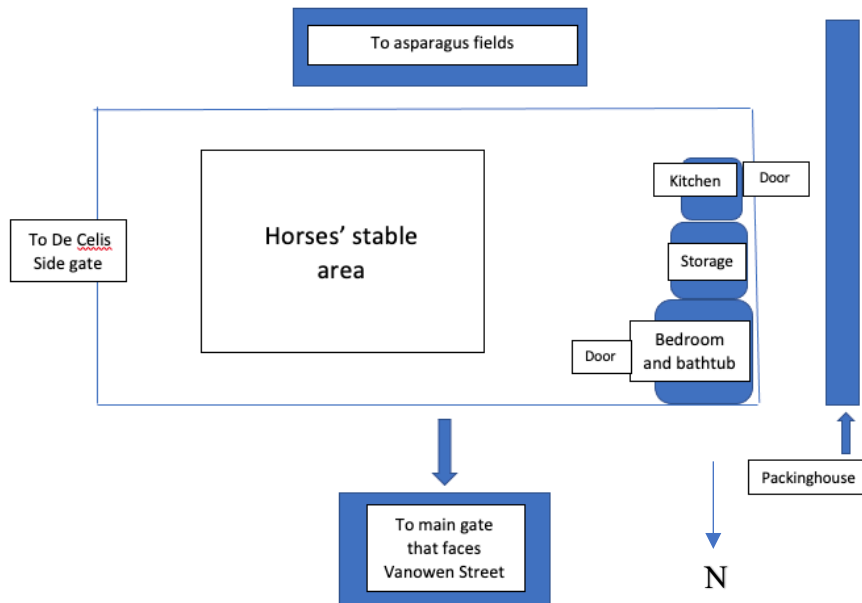 To asparagus fields
Kitchen
Door
To De Celis
Side gate
Horses’ stable
area
Storage
Door
Bedroom
and bathtub
Packinghouse
To main gate
that faces
Vanowen Street
N